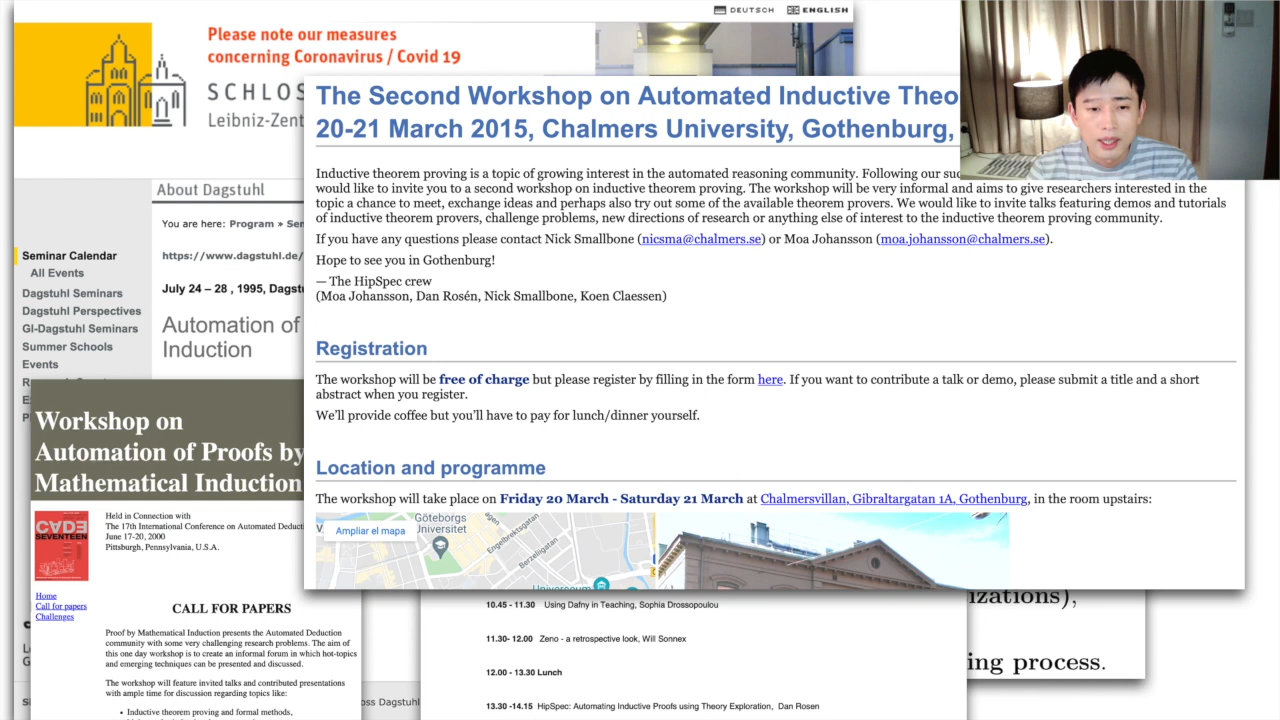 DEUTSCH ENGLISH
Please note our measures
concerning Coronavirus / Covid 19
SCHLOS
Leibniz-Zent
About Dagstuhl
You are here: Program » Sem
Seminar Calendar
All Events
Dagstuhl Seminars
Dagstuhl Perspectives
GI-Dagstuhl Seminars
Summer Schools
Events
https://www.dagstuhl.de/
July 24 – 28 , 1995, Dagstu
Automation of
Induction
The Second Workshop on Automated Inductive Theo
20-21 March 2015, Chalmers University, Gothenburg,
Inductive theorem proving is a topic of growing interest in the automated reasoning community. Following our suc
would like to invite you to a second workshop on inductive theorem proving. The workshop will be very informal and aims to give researchers interested in the
topic a chance to meet, exchange ideas and perhaps also try out some of the available theorem provers. We would like to invite talks featuring demos and tutorials
of inductive theorem provers, challenge problems, new directions of research or anything else of interest to the inductive theorem proving community.
If you have any questions please contact Nick Smallbone (nicsma@chalmers.se) or Moa Johansson (moa.johansson@chalmers.se).
Hope to see you in Gothenburg!
— The HipSpec crew
(Moa Johansson, Dan Rosén, Nick Smallbone, Koen Claessen)
Registration
The workshop will be free of charge but please register by filling in the form here. If you want to contribute a talk or demo, please submit a title and a short
abstract when you register.
We'll provide coffee but you'll have to pay for lunch/dinner yourself.
Location and programme
The workshop will take place on Friday 20 March - Saturday 21 March at Chalmersvillan, Gibraltargatan 1A, Gothenburg, in the room upstairs:
Ampliar el mapa
Göteborgs
Universitet
Engelbrektsgatan
Berzeliigatan
Universeum
Workshop on
Automation of Proofs by
Mathematical Induction
CADE
SEVENTEEN
Held in Connection with
The 17th International Conference on Automated Deducti
June 17-20, 2000
Pittsburgh, Pennsylvania, U.S.A.
Home
Call for papers
Challenges
CALL FOR PAPERS
Proof by Mathematical Induction presents the Automated Deduction
community with some very challenging research problems. The aim of
this one day workshop is to create an informal forum in which hot-topics
and emerging techniques can be presented and discussed.
The workshop will feature invited talks and contributed presentations
with ample time for discussion regarding topics like:
• Inductive theorem proving and formal methods,
oss Dagstuhl
10.45 - 11.30 Using Dafny in Teaching, Sophia Drossopoulou
11.30- 12.00 Zeno - a retrospective look, Will Sonnex
12.00 - 13.30 Lunch
13.30 -14.15 HipSpec: Automating Inductive Proofs using Theory Exploration, Dan Rosen
izations),
ing process.